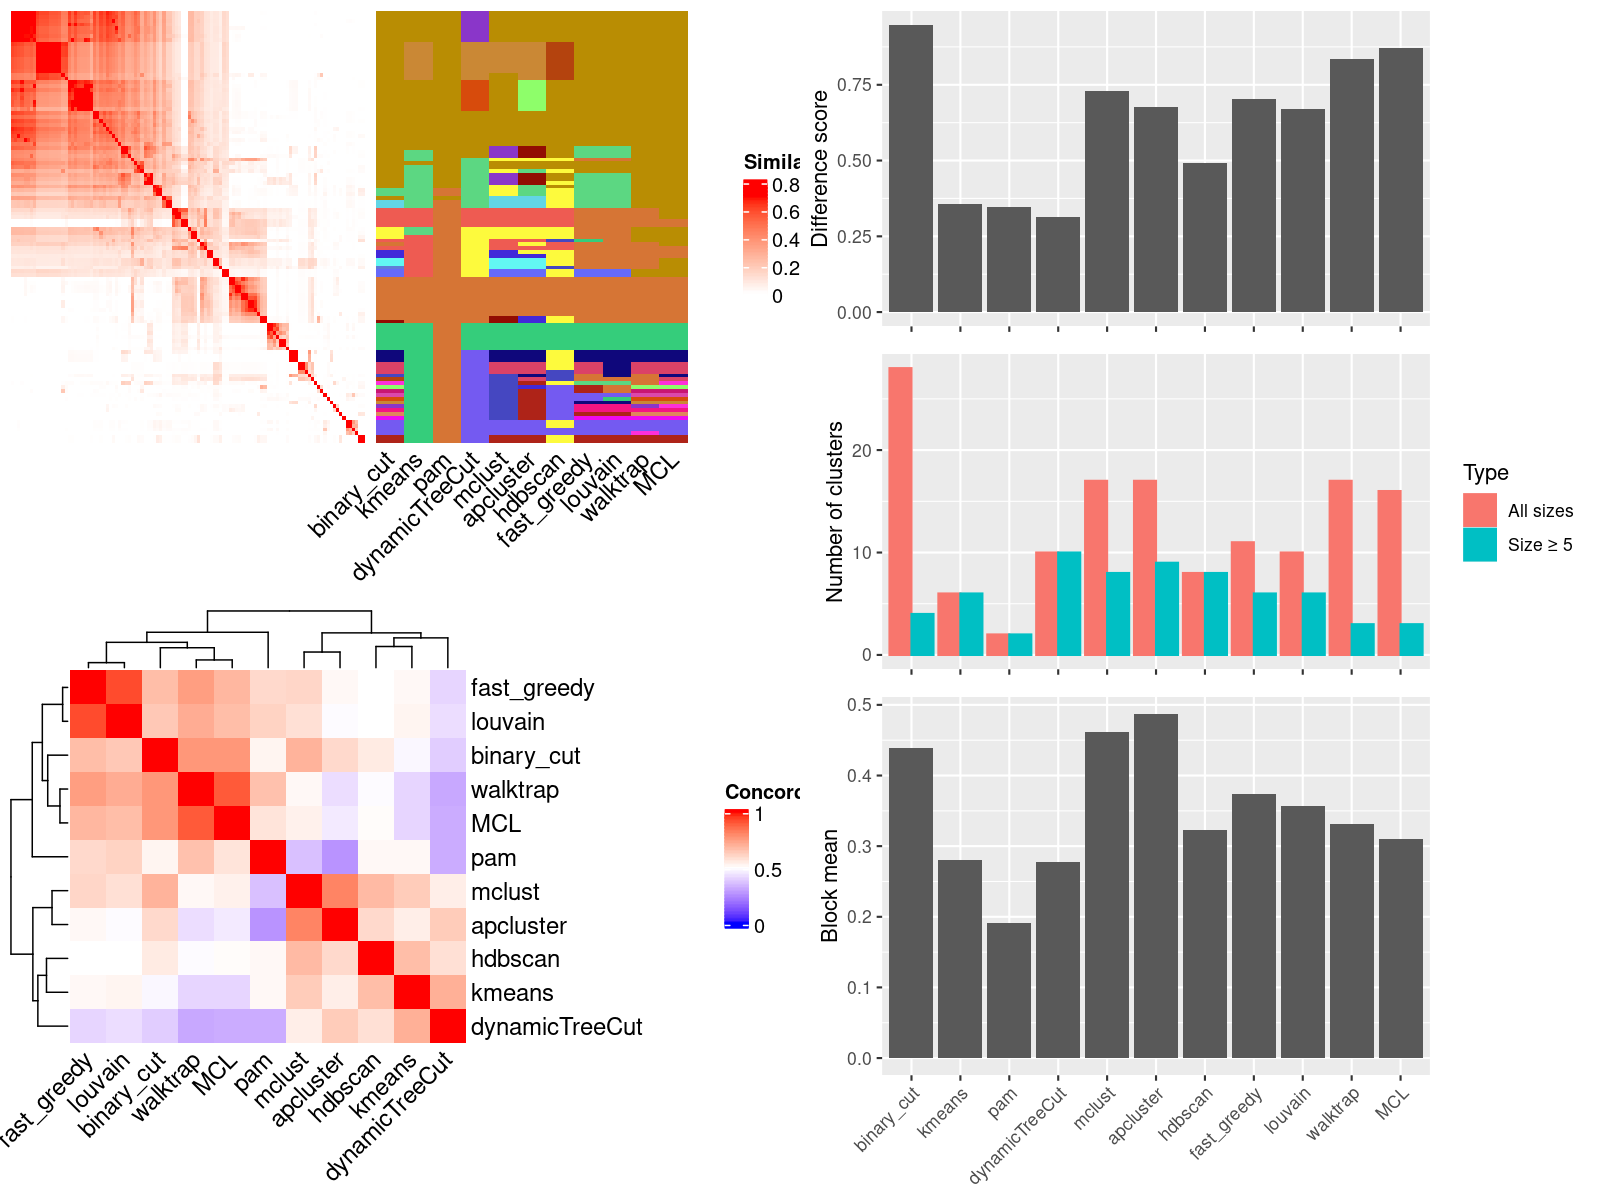 Simila
0.8
0.6
0.4
0.2
0
binary_cut
kmeans
pam
dynamicTreeCut
mclust
apcluster
hdbscan
fast_greedy
louvain
walktrap
MCL
fast_greedy
louvain
binary_cut
walktrap
MCL
pam
mclust
apcluster
hdbscan
kmeans
dynamicTreeCut
fast_greedy
louvain
binary_cut
walktrap
MCL
pam
mclust
apcluster
hdbscan
kmeans
dynamicTreeCut
Concord
1
0.5
0
Difference score
0.75
0.50
0.25
0.00
Number of clusters
20
10
0
Type
All sizes
Size ≥ 5
Block mean
0.5
0.4
0.3
0.2
0.1
0.0
binary_cut
kmeans
pam
dynamicTreeCut
mclust
apcluster
hdbscan
fast_greedy
louvain
walktrap
MCL